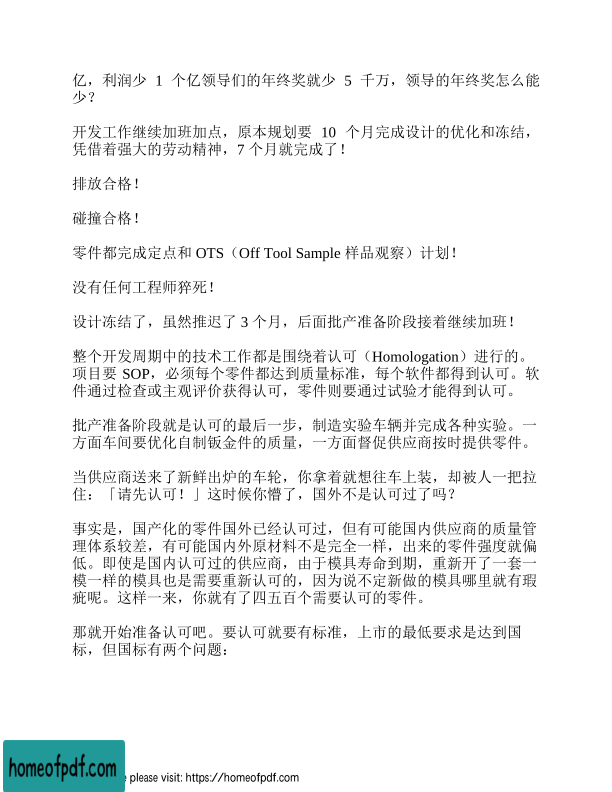 亿，利润少 1 个亿领导们的年终奖就少 5 千万，领导的年终奖怎么能
少？
开发工作继续加班加点，原本规划要 10 个月完成设计的优化和冻结，
凭借着强大的劳动精神，7 个月就完成了！
排放合格！
碰撞合格！
零件都完成定点和 OTS（Off Tool Sample 样品观察）计划！
没有任何工程师猝死！
设计冻结了，虽然推迟了 3 个月，后面批产准备阶段接着继续加班！
整个开发周期中的技术工作都是围绕着认可（Homologation）进行的。
项目要 SOP，必须每个零件都达到质量标准，每个软件都得到认可。软
件通过检查或主观评价获得认可，零件则要通过试验才能得到认可。
批产准备阶段就是认可的最后一步，制造实验车辆并完成各种实验。一
方面车间要优化自制钣金件的质量，一方面督促供应商按时提供零件。
当供应商送来了新鲜出炉的车轮，你拿着就想往车上装，却被人一把拉
住：「请先认可！」这时候你懵了，国外不是认可过了吗？
事实是，国产化的零件国外已经认可过，但有可能国内供应商的质量管
理体系较差，有可能国内外原材料不是完全一样，出来的零件强度就偏
低。即使是国内认可过的供应商，由于模具寿命到期，重新开了一套一
模一样的模具也是需要重新认可的，因为说不定新做的模具哪里就有瑕
疵呢。这样一来，你就有了四五百个需要认可的零件。
那就开始准备认可吧。要认可就要有标准，上市的最低要求是达到国
标，但国标有两个问题：
homeofpdf.com
e please visit: https://homeofpdf.com